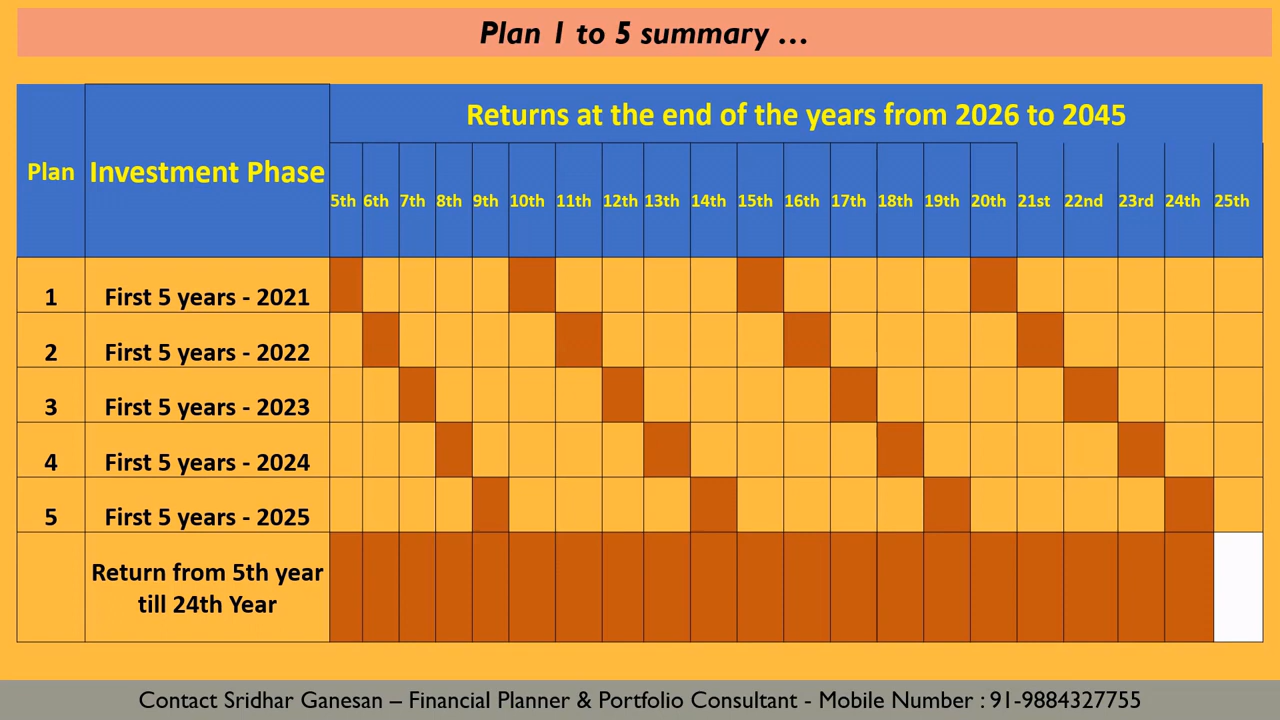 Plan 1 to 5 summary ...
Plan
Investment Phase
Returns at the end of the years from 2026 to 2045
5th 6th 7th 8th 9th 10th 11th 12th 13th 14th 15th 16th 17th 18th 19th 20th 21st 22nd 23rd 24th 25th
1 First 5 years - 2021
2 First 5 years - 2022
3 First 5 years - 2023
4 First 5 years - 2024
5 First 5 years - 2025
Return from 5th year
till 24th Year
Contact Sridhar Ganesan – Financial Planner & Portfolio Consultant - Mobile Number : 91-9884327755